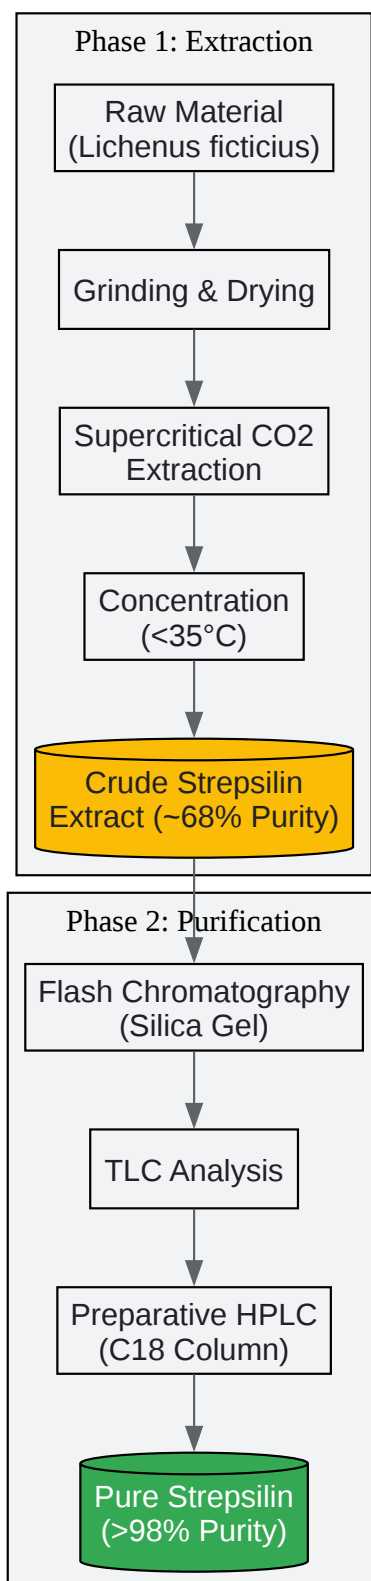 Phase 1: Extraction
Raw Material
(Lichenus ficticius)
Grinding & Drying
Supercritical CO2
Extraction
Concentration
(<35°C)
Crude Strepsilin
Extract (~68% Purity)
Phase 2: Purification
Flash Chromatography
(Silica Gel)
TLC Analysis
Preparative HPLC
(C18 Column)
Pure Strepsilin
(>98% Purity)